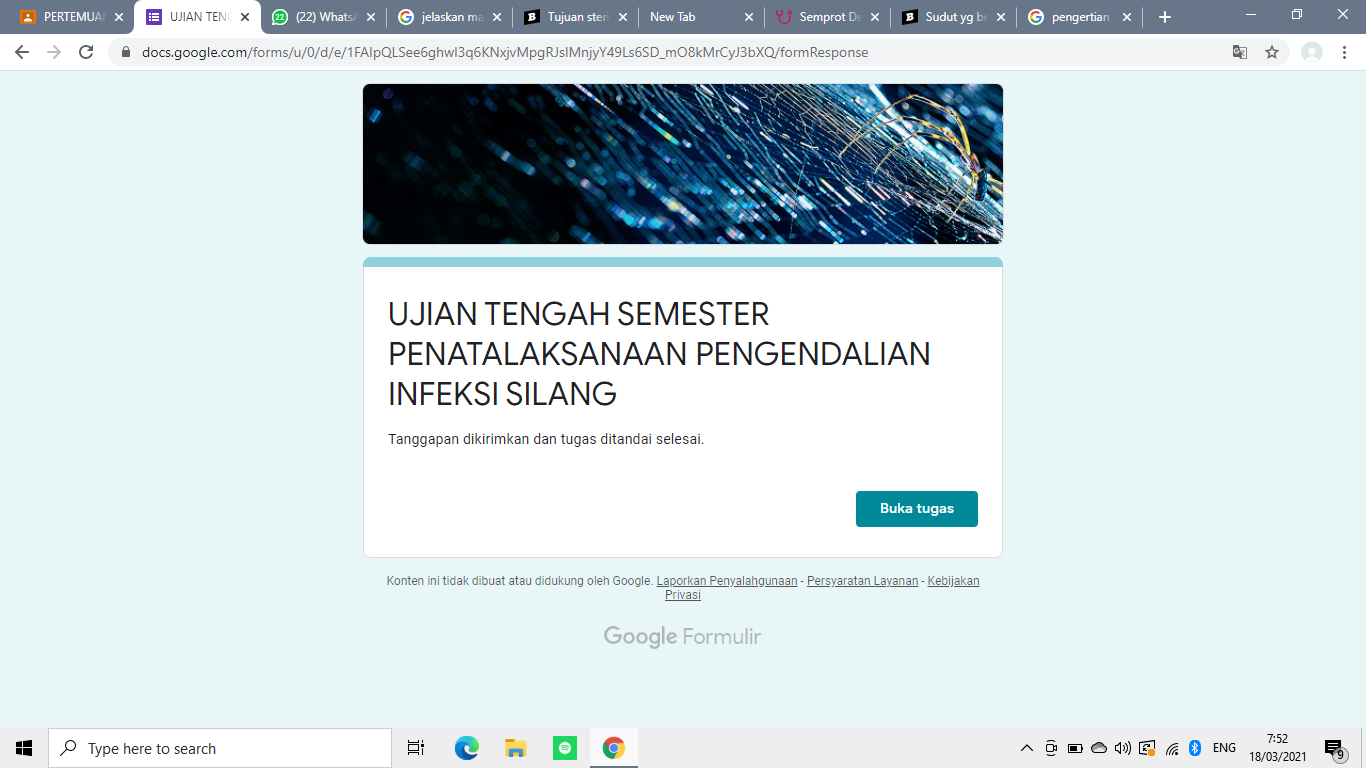 PERTEMUAN
UJIAN TENG
(22) WhatsA
jelaskan ma
Tujuan steri
New Tab
Semprot De
Sudut yg be
pengertian
docs.google.com/forms/u/0/d/e/
UJIAN TENGAH SEMESTER
PENATALAKSANAAN PENGENDALIAN
INFEKSI SILANG
Tanggapan dikirimkan dan tugas ditandai selesai.
Buka tugas
Konten ini tidak dibuat atau didukung oleh Google. Laporkan Penyalahgunaan - Persyaratan Layanan - Kebijakan
Privasi
Google Formulir
Type here to search
ENG
7:52
18/03/2021
9